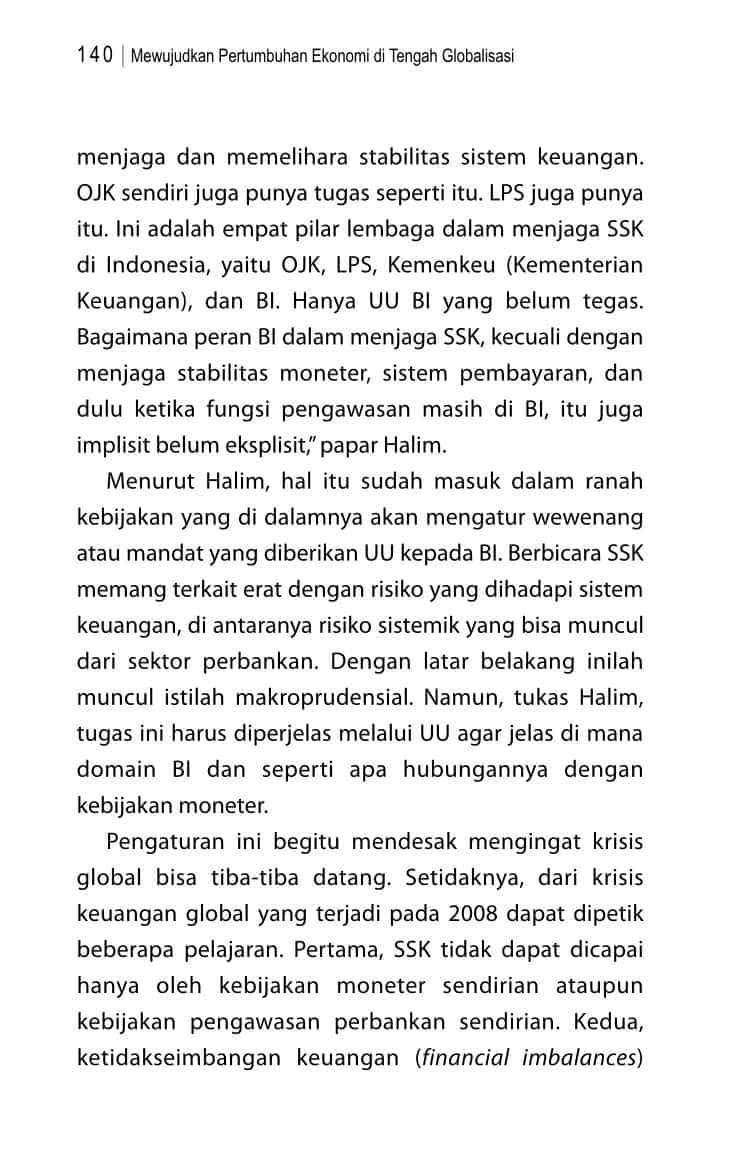 140 | Mewujudkan Pertumbuhan Ekonomi di Tengah Globalisasi
menjaga dan memelihara stabilitas sistem keuangan.
OJK sendiri juga punya tugas seperti itu. LPS juga punya
itu. Ini adalah empat pilar lembaga dalam menjaga SSK
di Indonesia, yaitu OJK, LPS, Kemenkeu (Kementerian
Keuangan), dan BI. Hanya UU BI yang belum tegas.
Bagaimana peran BI dalam menjaga SSK, kecuali dengan
menjaga stabilitas moneter, sistem pembayaran, dan
dulu ketika fungsi pengawasan masih di BI, itu juga
implisit belum eksplisit,” papar Halim.
Menurut Halim, hal itu sudah masuk dalam ranah
kebijakan yang di dalamnya akan mengatur wewenang
atau mandat yang diberikan UU kepada BI. Berbicara SSK
memang terkait erat dengan risiko yang dihadapi sistem
keuangan, di antaranya risiko sistemik yang bisa muncul
dari sektor perbankan. Dengan latar belakang inilah
muncul istilah makroprudensial. Namun, tukas Halim,
tugas ini harus diperjelas melalui UU agar jelas di mana
domain BI dan seperti apa hubungannya dengan
kebijakan moneter.
Pengaturan ini begitu mendesak mengingat krisis
global bisa tiba-tiba datang. Setidaknya, dari krisis
keuangan global yang terjadi pada 2008 dapat dipetik
beberapa pelajaran. Pertama, SSK tidak dapat dicapai
hanya oleh kebijakan moneter sendirian ataupun
kebijakan pengawasan perbankan sendirian. Kedua,
ketidakseimbangan keuangan (financial imbalances)